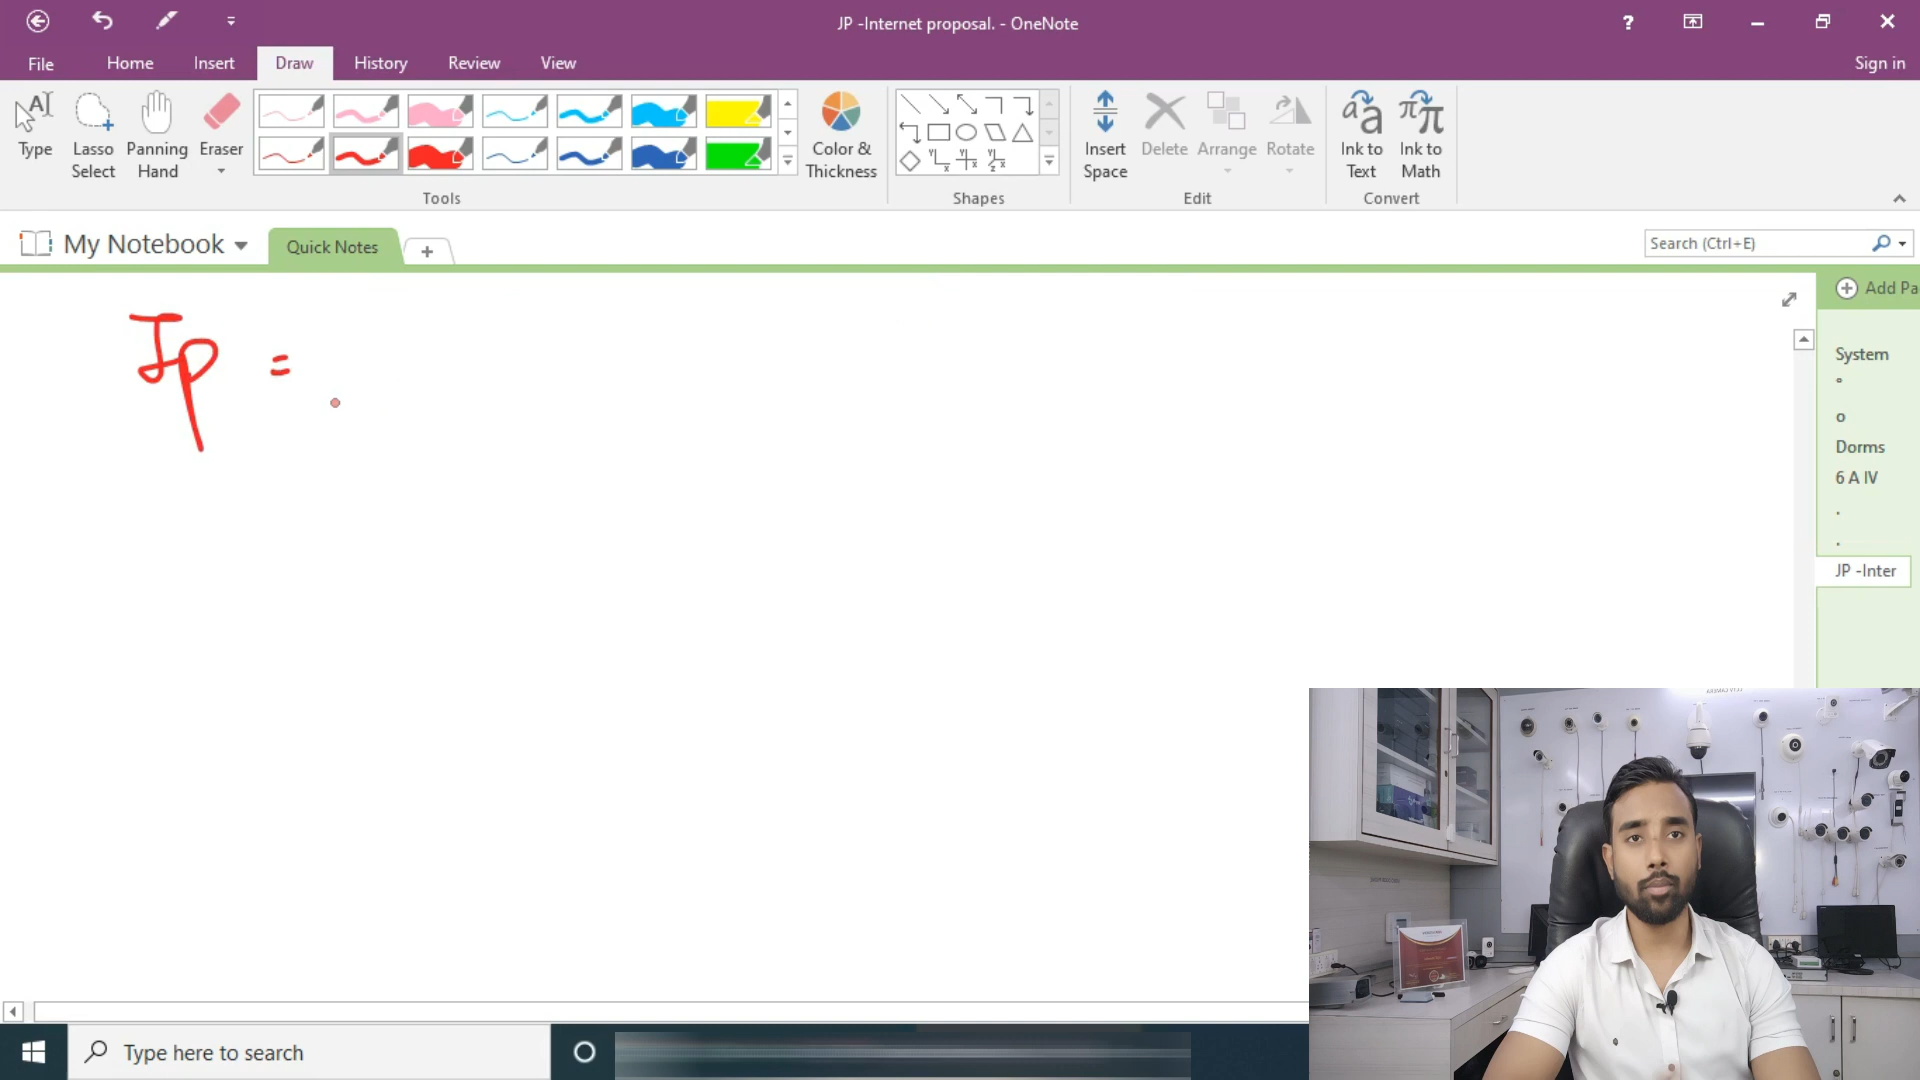 JP -Internet proposal. - OneNote
?
File Home Insert Draw History Review View Sign in
Type
Lasso Select
Panning Hand
Eraser
Color & Thickness
Insert Space
Delete
Arrange
Rotate
Ink to Text
Ink to Math
Tools Shapes Edit Convert
My Notebook Quick Notes + Search (Ctrl+E)
Add Pa
Ip =
System
o
Dorms
6 A IV
.
.
JP -Inter
Type here to search